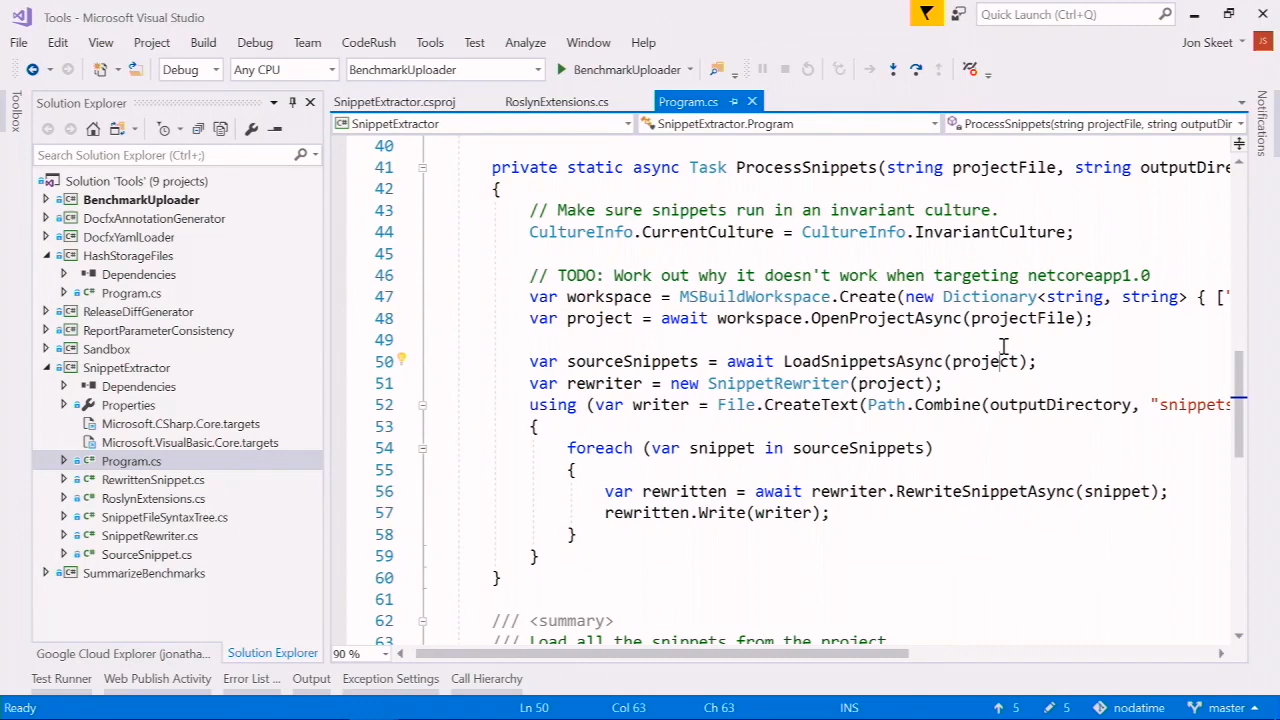 Tools - Microsoft Visual Studio
Quick Launch (Ctrl+Q)
File Edit View Project Build Debug Team CodeRush Tools Test Analyze Window Help
Jon Skeet JS
Debug Any CPU BenchmarkUploader BenchmarkUploader
Toolbox
Solution Explorer
Search Solution Explorer (Ctrl+;)
Solution 'Tools' (9 projects)
BenchmarkUploader
DocfxAnnotationGenerator
DocfxYamlLoader
HashStorageFiles
Dependencies
C# Program.cs
ReleaseDiffGenerator
ReportParameterConsistency
Sandbox
SnippetExtractor
Dependencies
Properties
Microsoft.CSharp.Core.targets
Microsoft.VisualBasic.Core.targets
C# Program.cs
C# RewrittenSnippet.cs
C# RoslynExtensions.cs
C# SnippetFileSyntaxTree.cs
C# SnippetRewriter.cs
C# SourceSnippet.cs
SummarizeBenchmarks
Google Cloud Explorer (jonatha... Solution Explorer
SnippetExtractor.csproj RoslynExtensions.cs Program.cs
SnippetExtractor SnippetExtractor.Program ProcessSnippets(string projectFile, string outputDir
40
41 private static async Task ProcessSnippets(string projectFile, string outputDire
42 {
43 // Make sure snippets run in an invariant culture.
44 CultureInfo.CurrentCulture = CultureInfo.InvariantCulture;
45
46 // TODO: Work out why it doesn't work when targeting netcoreapp1.0
47 var workspace = MSBuildWorkspace.Create(new Dictionary<string, string> { ['
48 var project = await workspace.OpenProjectAsync(projectFile);
49
50 var sourceSnippets = await LoadSnippetsAsync(project);
51 var rewriter = new SnippetRewriter(project);
52 using (var writer = File.CreateText(Path.Combine(outputDirectory, "snippets
53 {
54 foreach (var snippet in sourceSnippets)
55 {
56 var rewritten = await rewriter.RewriteSnippetAsync(snippet);
57 rewritten.Write(writer);
58 }
59 }
60 }
61
62 /// <summary>
63 /// Load all the snippets from the project
90 %
Notifications
Test Runner Web Publish Activity Error List ... Output Exception Settings Call Hierarchy
Ready Ln 50 Col 63 Ch 63 INS 5 5 nodatime master